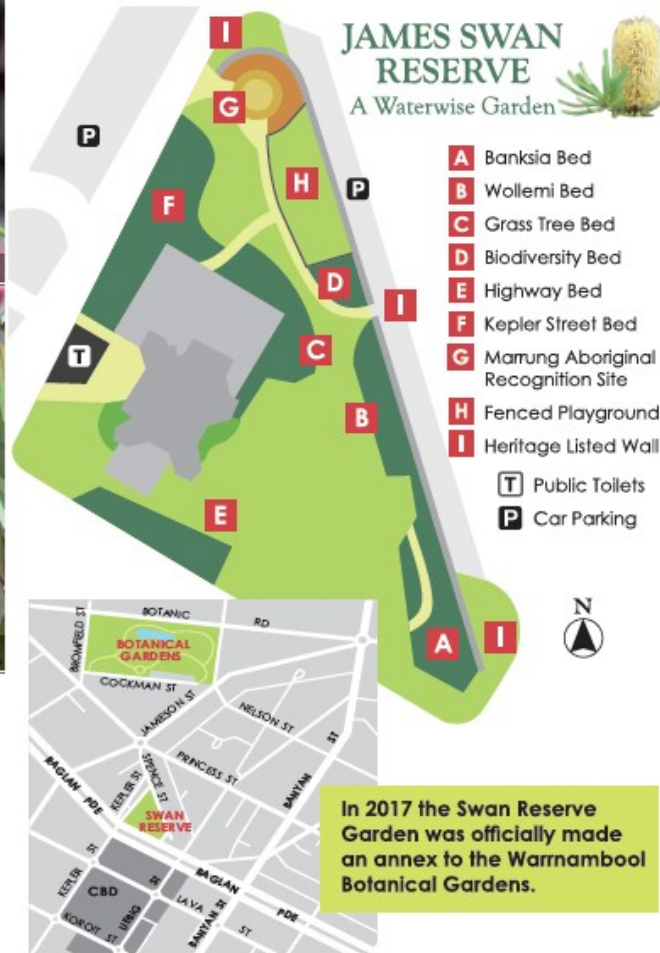 JAMES SWAN
RESERVE
A Waterwise Garden
I
G
P
H
P
F
D
I
C
T
B
E
A
I
A Banksia Bed
B Wollemi Bed
C Grass Tree Bed
D Biodiversity Bed
E Highway Bed
F Kepler Street Bed
G Marrung Aboriginal
Recognition Site
H Fenced Playground
I Heritage Listed Wall
T Public Toilets
P Car Parking
N
BOTANIC RD
BROMFIELD ST
BOTANICAL
GARDENS
COCKMAN ST
JAMIESON ST
NELSON ST
PRINCESS ST
SPENCE ST
KEPLER ST
BANYAN ST
RAGLAN PDE
SWAN
RESERVE
KEPLER ST
CBD
LIEBIG ST
LAVA ST
KOROIT ST
BANYAN ST
RAGLAN PDE
In 2017 the Swan Reserve
Garden was officially made
an annex to the Warrnambool
Botanical Gardens.